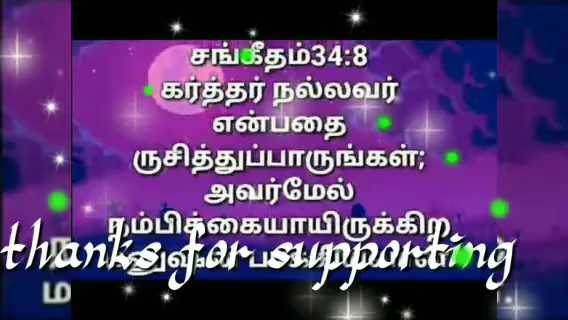 சங்கீதம்34:8
கர்த்தர் நல்லவர்
என்பதை
ருசித்துப்பாருங்கள்;
அவர்மேல்
நம்பிக்கையாயிருக்கிற
thanks for supporting